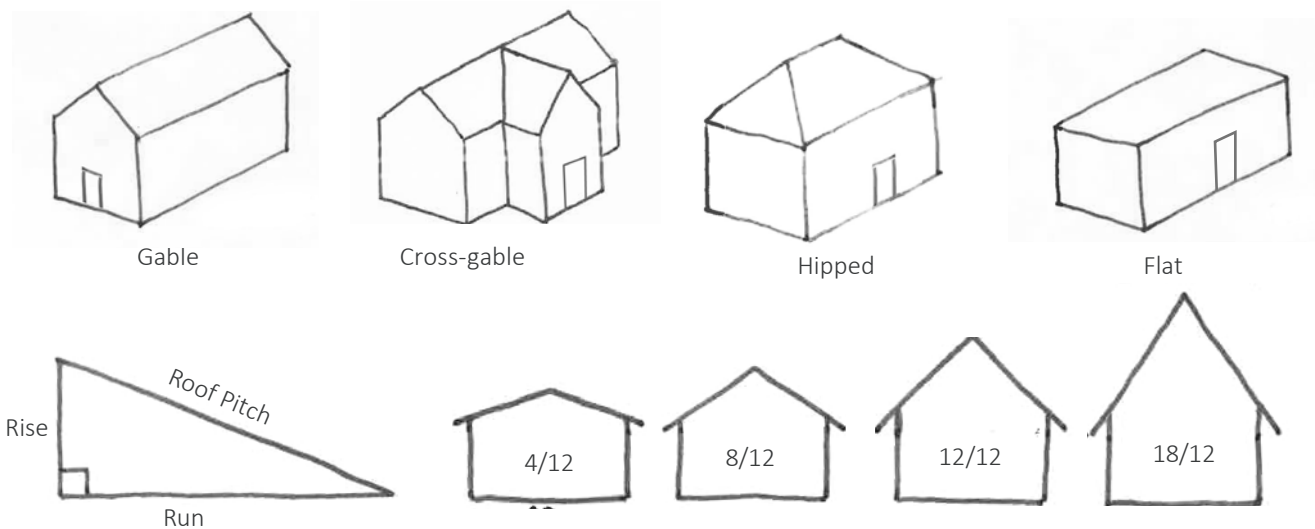 Gable
Cross-gable
Hipped
Flat
Roof Pitch
Rise
Run
4/12
8/12
12/12
18/12